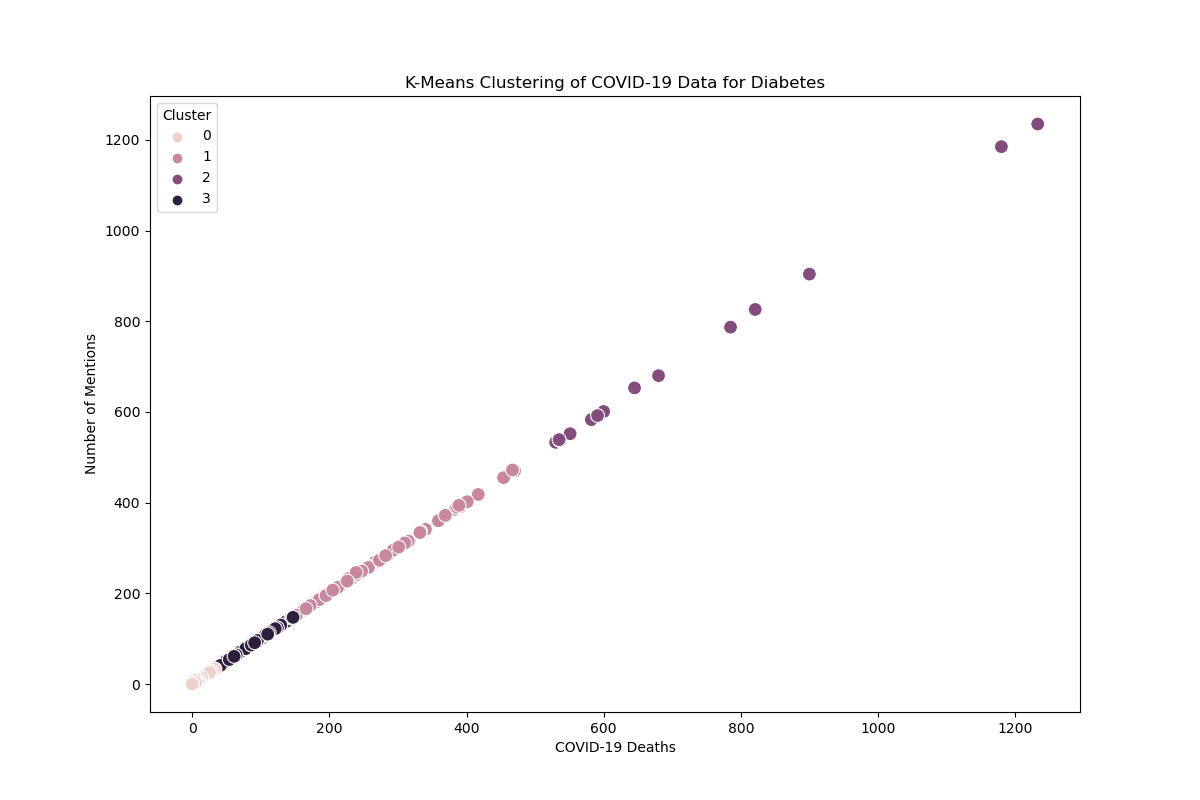 K-Means Clustering of COVID-19 Data for Diabetes
Cluster
0
1
2
3
1200
1000
800
600
400
200
0
Number of Mentions
0 200 400 600 800 1000 1200
COVID-19 Deaths